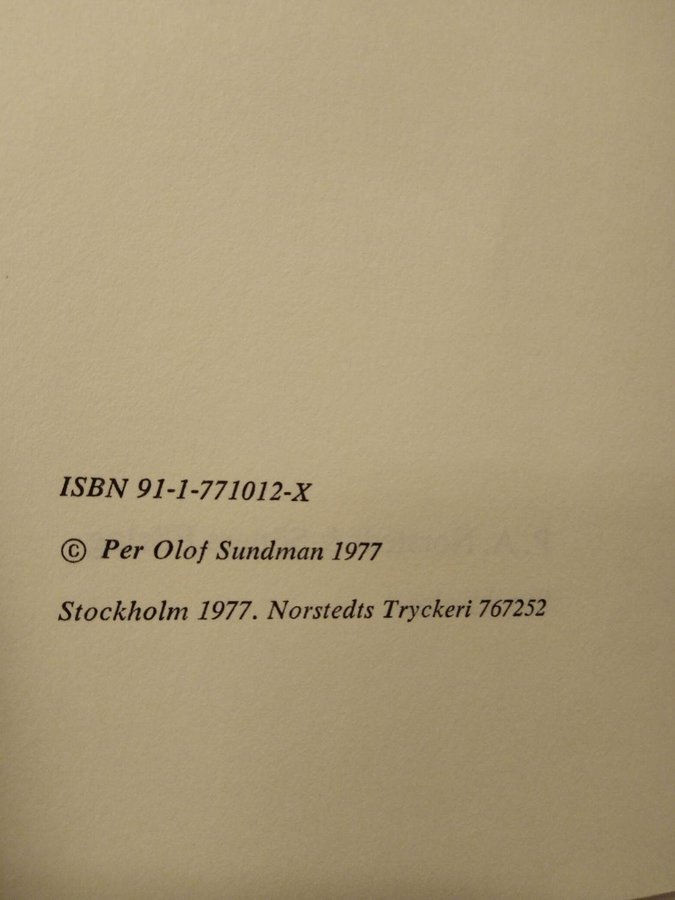 ISBN 91-1-771012-X
© Per Olof Sundman 1977
Stockholm 1977. Norstedts Tryckeri 767252